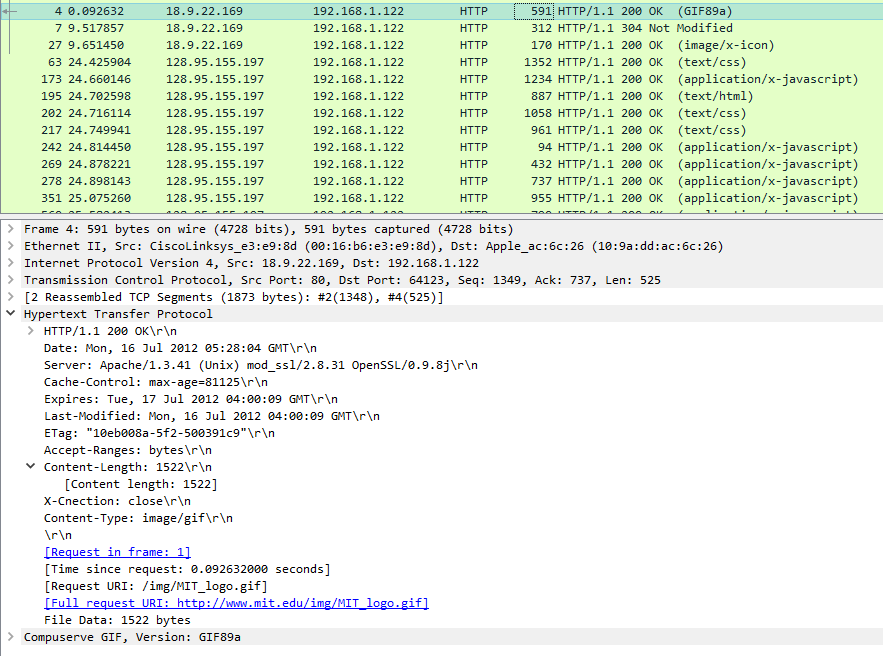 4 0.092632 18.9.22.169 192.168.1.122 HTTP 591 HTTP/1.1 200 OK (GIF89a)
7 9.517857 18.9.22.169 192.168.1.122 HTTP 312 HTTP/1.1 304 Not Modified
27 9.651450 18.9.22.169 192.168.1.122 HTTP 170 HTTP/1.1 200 OK (image/x-icon)
63 24.425904 128.95.155.197 192.168.1.122 HTTP 1352 HTTP/1.1 200 OK (text/css)
173 24.660146 128.95.155.197 192.168.1.122 HTTP 1234 HTTP/1.1 200 OK (application/x-javascript)
195 24.702598 128.95.155.197 192.168.1.122 HTTP 887 HTTP/1.1 200 OK (text/html)
202 24.716114 128.95.155.197 192.168.1.122 HTTP 1058 HTTP/1.1 200 OK (text/css)
217 24.749941 128.95.155.197 192.168.1.122 HTTP 961 HTTP/1.1 200 OK (text/css)
242 24.814450 128.95.155.197 192.168.1.122 HTTP 94 HTTP/1.1 200 OK (application/x-javascript)
269 24.878221 128.95.155.197 192.168.1.122 HTTP 432 HTTP/1.1 200 OK (application/x-javascript)
278 24.898143 128.95.155.197 192.168.1.122 HTTP 737 HTTP/1.1 200 OK (application/x-javascript)
351 25.075260 128.95.155.197 192.168.1.122 HTTP 955 HTTP/1.1 200 OK (application/x-javascript)
Frame 4: 591 bytes on wire (4728 bits), 591 bytes captured (4728 bits)
Ethernet II, Src: CiscoLinksys_e3:e9:8d (00:16:b6:e3:e9:8d), Dst: Apple_ac:6c:26 (10:9a:dd:ac:6c:26)
Internet Protocol Version 4, Src: 18.9.22.169, Dst: 192.168.1.122
Transmission Control Protocol, Src Port: 80, Dst Port: 64123, Seq: 1349, Ack: 737, Len: 525
[2 Reassembled TCP Segments (1873 bytes): #2(1348), #4(525)]
Hypertext Transfer Protocol
HTTP/1.1 200 OK\r\n
Date: Mon, 16 Jul 2012 05:28:04 GMT\r\n
Server: Apache/1.3.41 (Unix) mod_ssl/2.8.31 OpenSSL/0.9.8j\r\n
Cache-Control: max-age=81125\r\n
Expires: Tue, 17 Jul 2012 04:00:09 GMT\r\n
Last-Modified: Mon, 16 Jul 2012 04:00:09 GMT\r\n
ETag: "10eb008a-5f2-500391c9"\r\n
Accept-Ranges: bytes\r\n
Content-Length: 1522\r\n
[Content length: 1522]
X-Cnection: close\r\n
Content-Type: image/gif\r\n
\r\n
[Request in frame: 1]
[Time since request: 0.092632000 seconds]
[Request URI: /img/MIT_logo.gif]
[Full request URI: http://www.mit.edu/img/MIT_logo.gif]
File Data: 1522 bytes
Compuserve GIF, Version: GIF89a